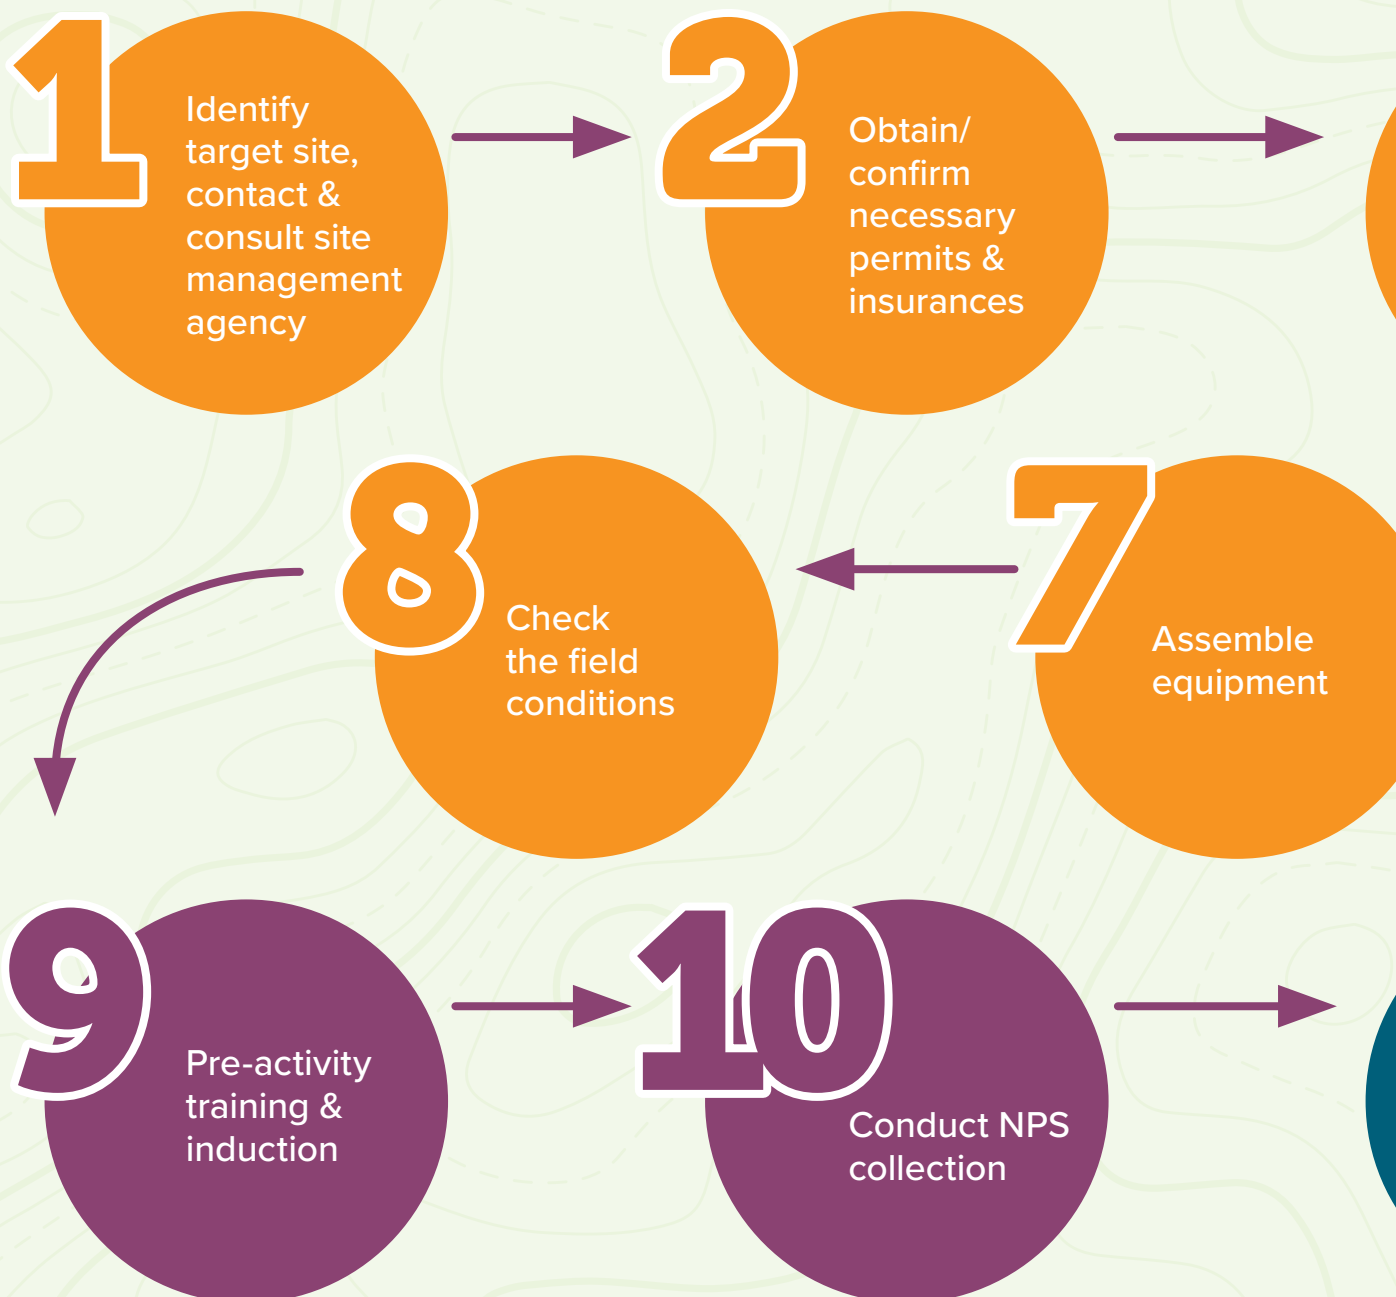 1
Identify
target site,
contact &
consult site
management
agency
2
Obtain/
confirm
necessary
permits &
insurances
8
Check
the field
conditions
7
Assemble
equipment
9
Pre-activity
training &
induction
10
Conduct NPS
collection